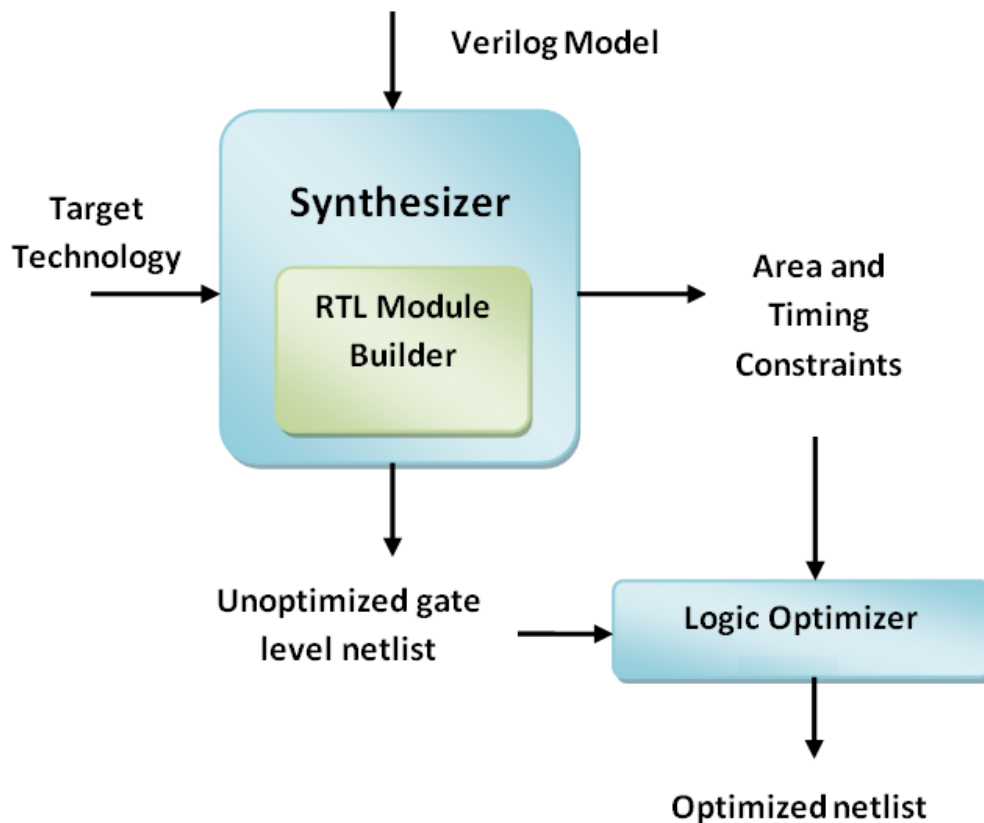 Verilog Model
Synthesizer
Target
Technology
RTL Module
Builder
Area and
Timing
Constraints
Unoptimized gate
level netlist
Logic Optimizer
Optimized netlist